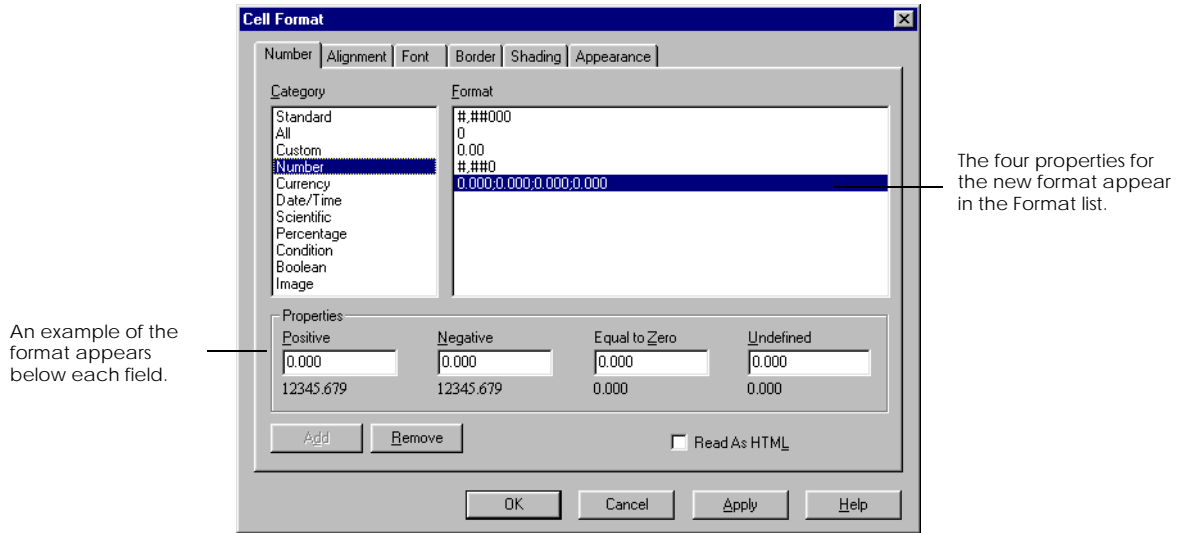 Cell Format
Number Alignment Font Border Shading Appearance
Category
Format
Standard
All
Custom
Number
Currency
Date/Time
Scientific
Percentage
Condition
Boolean
Image
#,##000
0
0.00
#,##0
0.000;0.000;0.000;0.000
The four properties for
the new format appear
in the Format list.
An example of the
format appears
below each field.
Properties
Positive Negative Equal to Zero Undefined
0.000 0.000 0.000 0.000
12345.679 12345.679 0.000 0.000
Add Remove Read As HTML
OK Cancel Apply Help